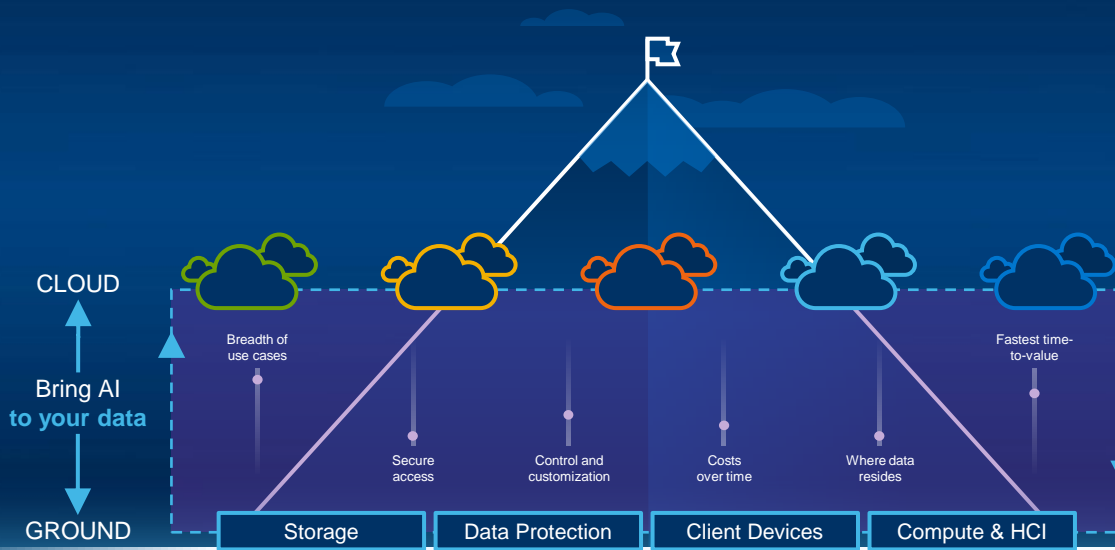 CLOUD
Bring AI
to your data
GROUND
Breadth of
use cases
Secure
access
Control and
customization
Costs
over time
Where data
resides
Fastest time-
to-value
Storage
Data Protection
Client Devices
Compute & HCI